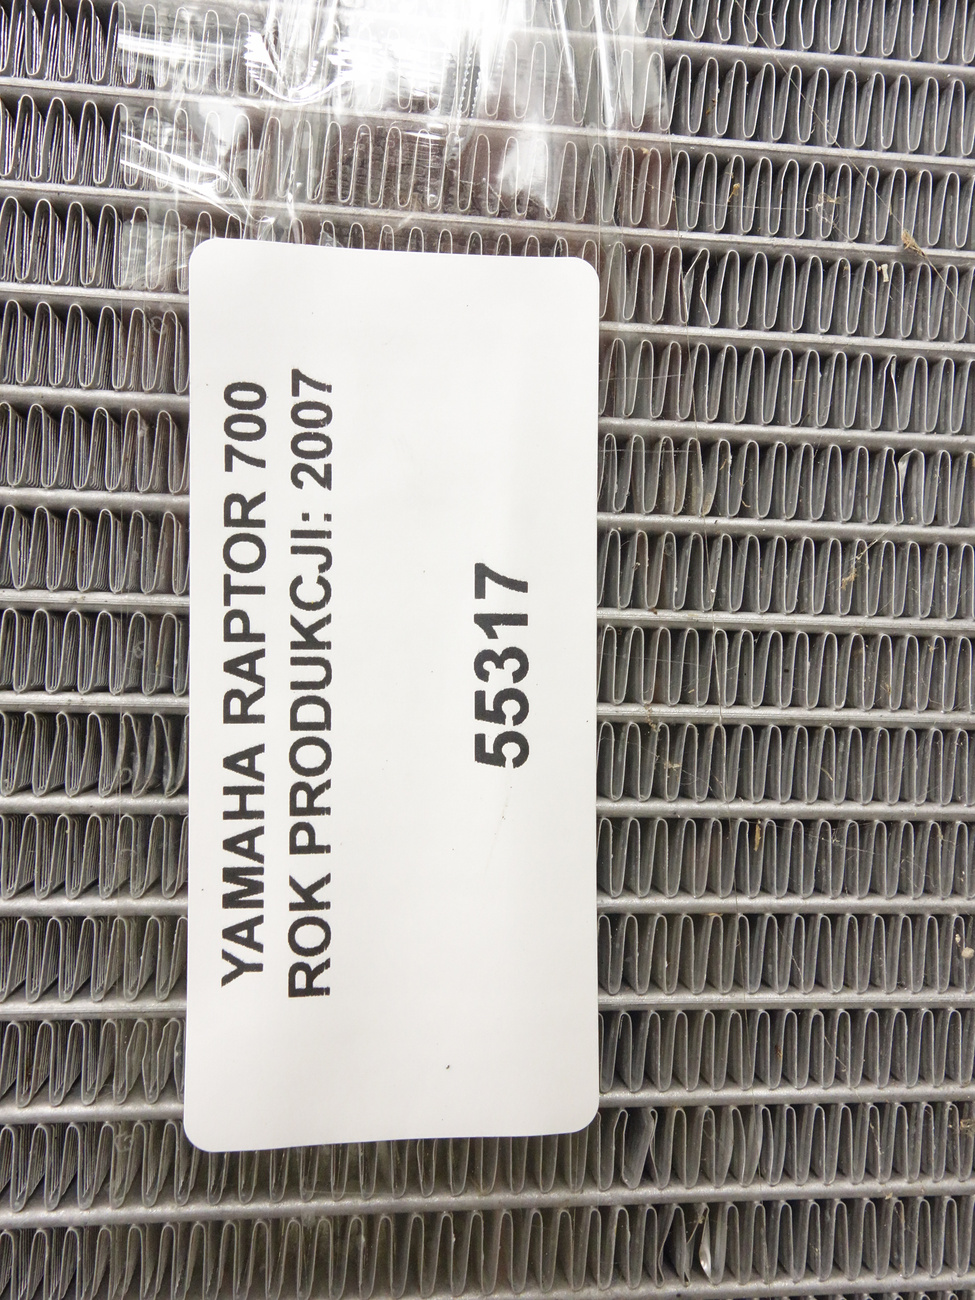 YAMAHA RAPTOR 700
ROK PRODUKCJI: 2007
55317